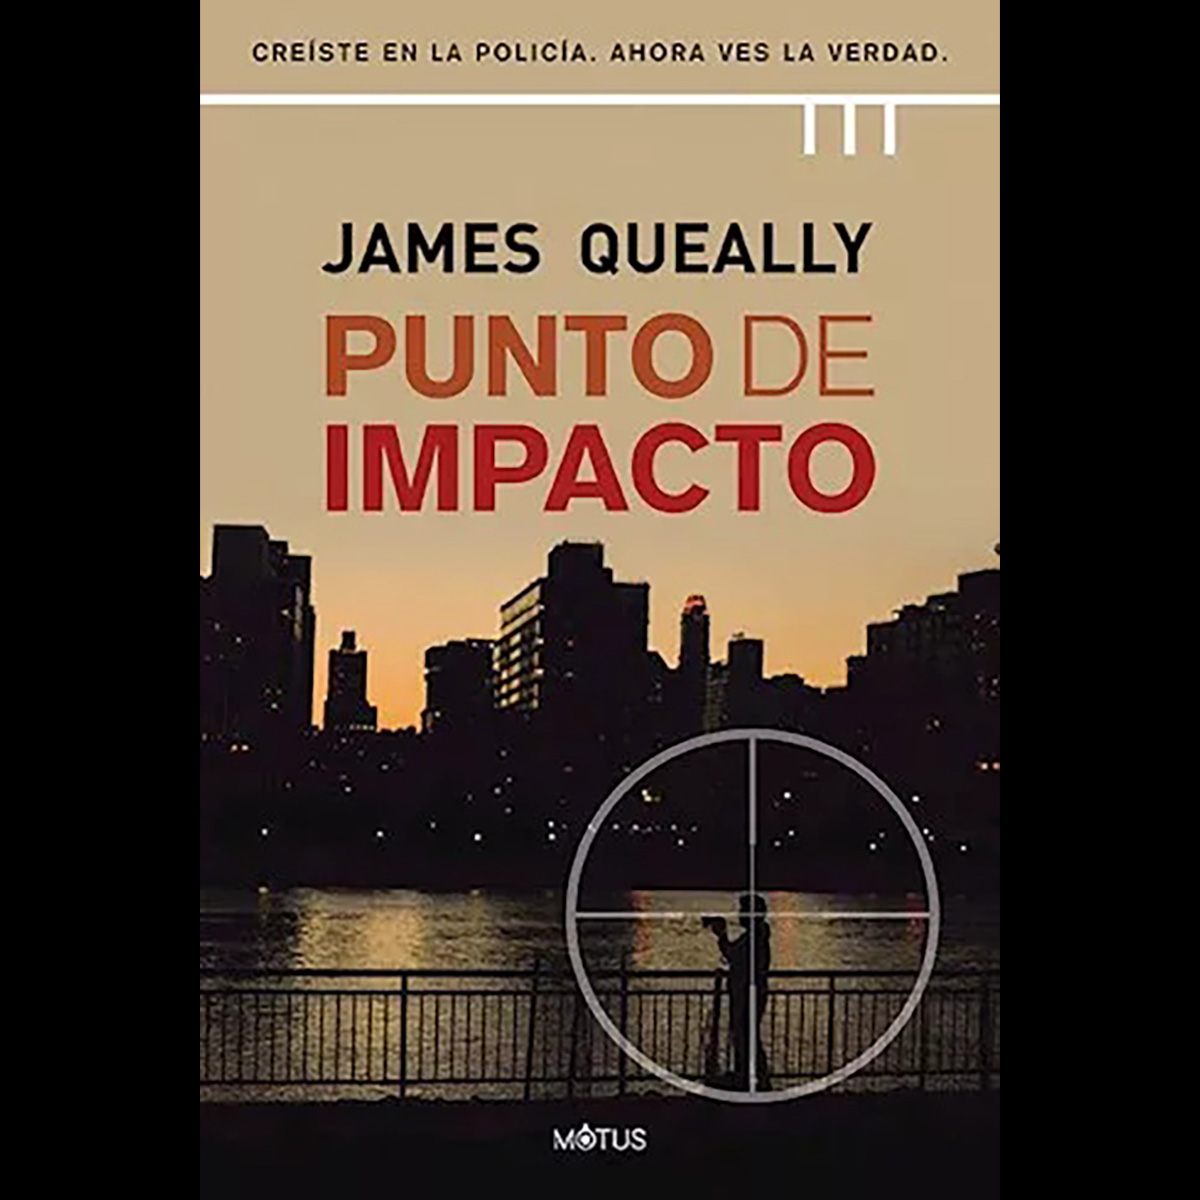 CREÍSTE EN LA POLICÍA. AHORA VES LA VERDAD.
JAMES QUEALLY
PUNTO DE
IMPACTO
MOTUS